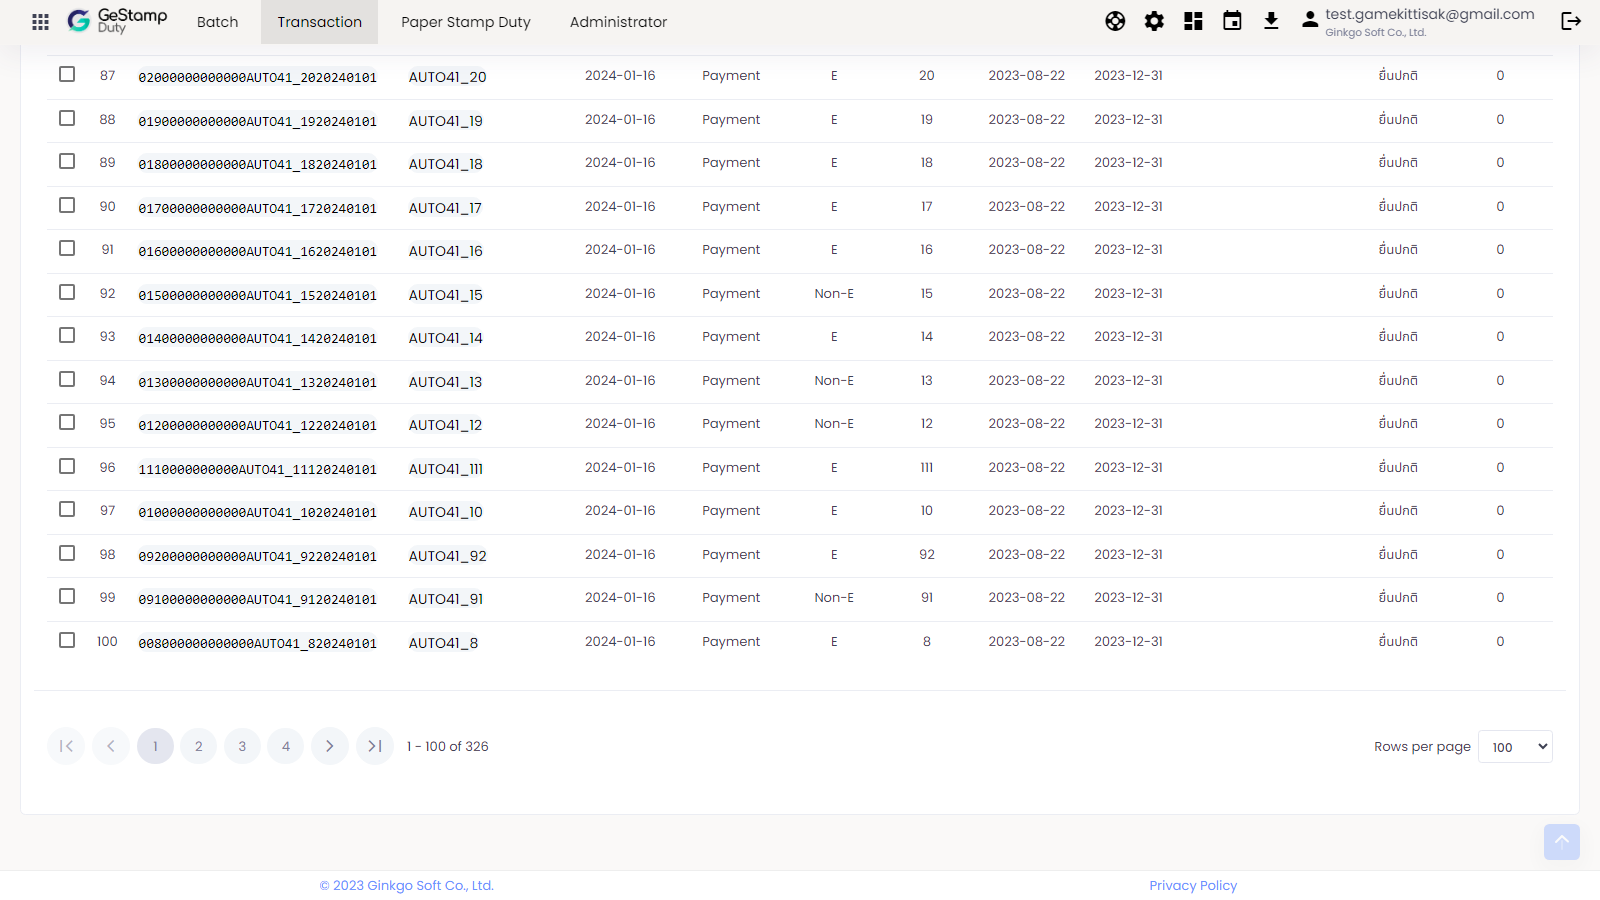 GeStamp Duty Batch Transaction Paper Stamp Duty Administrator test.gamekittisak@gmail.com
Ginkgo Soft Co., Ltd.
87 02000000000000AUTO41_2020240101 AUTO41_20 2024-01-16 Payment E 20 2023-08-22 2023-12-31 ยื่นปกติ 0
88 01900000000000AUTO41_1920240101 AUTO41_19 2024-01-16 Payment E 19 2023-08-22 2023-12-31 ยื่นปกติ 0
89 01800000000000AUTO41_1820240101 AUTO41_18 2024-01-16 Payment E 18 2023-08-22 2023-12-31 ยื่นปกติ 0
90 01700000000000AUTO41_1720240101 AUTO41_17 2024-01-16 Payment E 17 2023-08-22 2023-12-31 ยื่นปกติ 0
91 01600000000000AUTO41_1620240101 AUTO41_16 2024-01-16 Payment E 16 2023-08-22 2023-12-31 ยื่นปกติ 0
92 01500000000000AUTO41_1520240101 AUTO41_15 2024-01-16 Payment Non-E 15 2023-08-22 2023-12-31 ยื่นปกติ 0
93 01400000000000AUTO41_1420240101 AUTO41_14 2024-01-16 Payment E 14 2023-08-22 2023-12-31 ยื่นปกติ 0
94 01300000000000AUTO41_1320240101 AUTO41_13 2024-01-16 Payment Non-E 13 2023-08-22 2023-12-31 ยื่นปกติ 0
95 01200000000000AUTO41_1220240101 AUTO41_12 2024-01-16 Payment Non-E 12 2023-08-22 2023-12-31 ยื่นปกติ 0
96 1110000000000AUTO41_11120240101 AUTO41_111 2024-01-16 Payment E 111 2023-08-22 2023-12-31 ยื่นปกติ 0
97 01000000000000AUTO41_1020240101 AUTO41_10 2024-01-16 Payment E 10 2023-08-22 2023-12-31 ยื่นปกติ 0
98 09200000000000AUTO41_9220240101 AUTO41_92 2024-01-16 Payment E 92 2023-08-22 2023-12-31 ยื่นปกติ 0
99 09100000000000AUTO41_9120240101 AUTO41_91 2024-01-16 Payment Non-E 91 2023-08-22 2023-12-31 ยื่นปกติ 0
100 008000000000000AUTO41_820240101 AUTO41_8 2024-01-16 Payment E 8 2023-08-22 2023-12-31 ยื่นปกติ 0
1 2 3 4 1 - 100 of 326 Rows per page 100
© 2023 Ginkgo Soft Co., Ltd. Privacy Policy